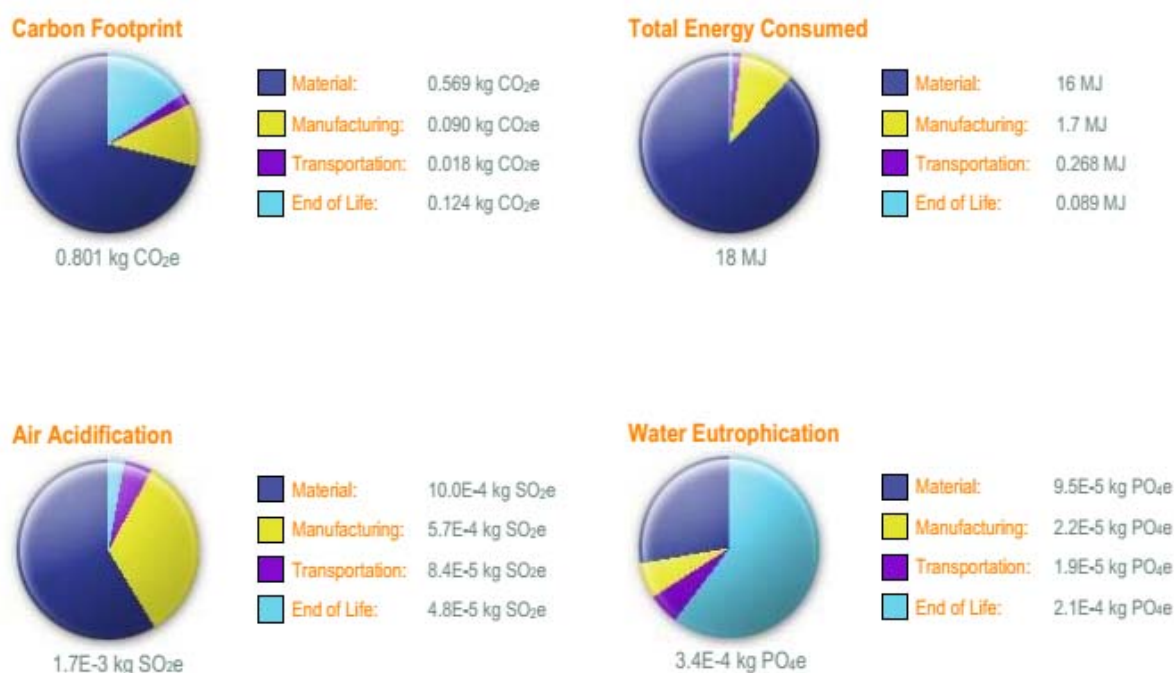 Carbon Footprint
Material: 0.569 kg CO₂e
Manufacturing: 0.090 kg CO₂e
Transportation: 0.018 kg CO₂e
End of Life: 0.124 kg CO₂e
0.801 kg CO₂e
Total Energy Consumed
Material: 16 MJ
Manufacturing: 1.7 MJ
Transportation: 0.268 MJ
End of Life: 0.089 MJ
18 MJ
Air Acidification
Material: 10.0E-4 kg SO₂e
Manufacturing: 5.7E-4 kg SO₂e
Transportation: 8.4E-5 kg SO₂e
End of Life: 4.8E-5 kg SO₂e
1.7E-3 kg SO₂e
Water Eutrophication
Material: 9.5E-5 kg PO₄e
Manufacturing: 2.2E-5 kg PO₄e
Transportation: 1.9E-5 kg PO₄e
End of Life: 2.1E-4 kg PO₄e
3.4E-4 kg PO₄e